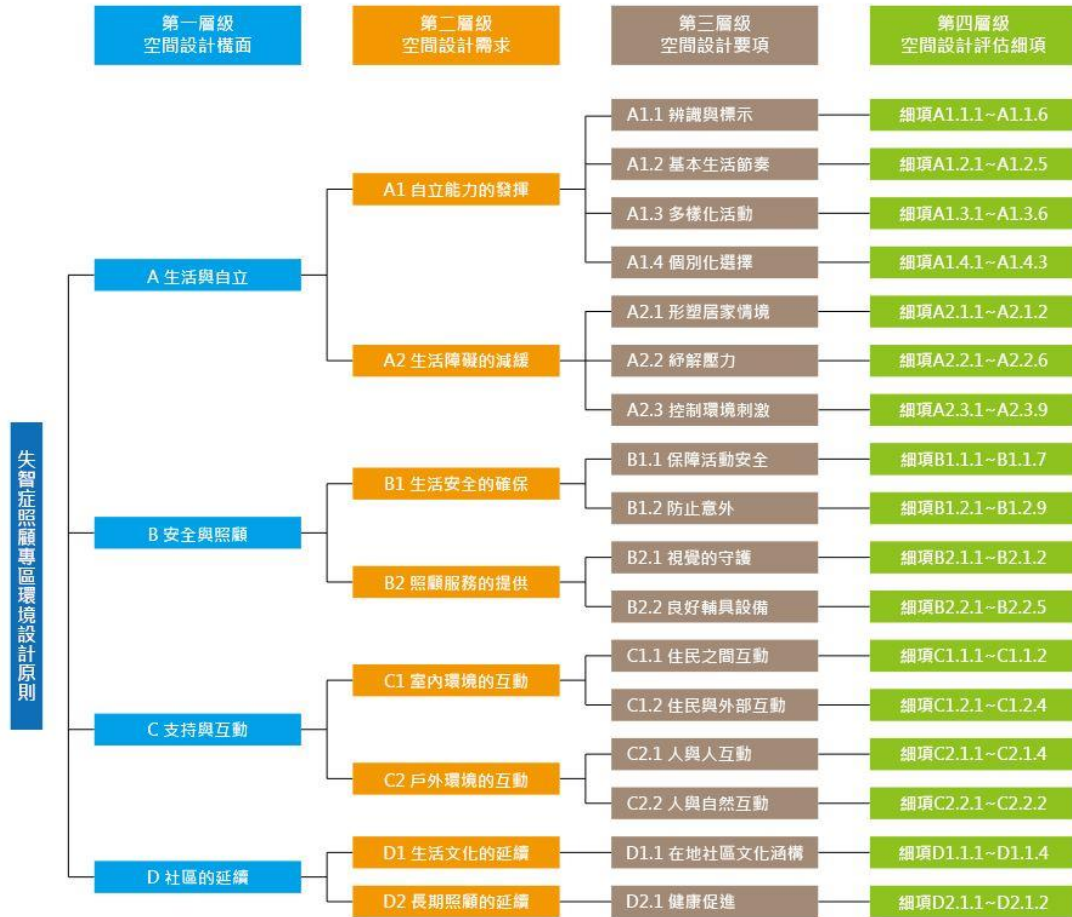 第一層級
空間設計構面
第二層級
空間設計需求
第三層級
空間設計要項
第四層級
空間設計評估細項
失智症照顧專區環境設計原則
A 生活與自立
A1 自立能力的發揮
A1.1 辨識與標示
細項A1.1.1~A1.1.6
A1.2 基本生活節奏
細項A1.2.1~A1.2.5
A1.3 多樣化活動
細項A1.3.1~A1.3.6
A1.4 個別化選擇
細項A1.4.1~A1.4.3
A2 生活障礙的減緩
A2.1 形塑居家情境
細項A2.1.1~A2.1.2
A2.2 紓解壓力
細項A2.2.1~A2.2.6
A2.3 控制環境刺激
細項A2.3.1~A2.3.9
B 安全與照顧
B1 生活安全的確保
B1.1 保障活動安全
細項B1.1.1~B1.1.7
B1.2 防止意外
細項B1.2.1~B1.2.9
B2 照顧服務的提供
B2.1 視覺的守護
細項B2.1.1~B2.1.2
B2.2 良好輔具設備
細項B2.2.1~B2.2.5
C 支持與互動
C1 室內環境的互動
C1.1 住民之間互動
細項C1.1.1~C1.1.2
C1.2 住民與外部互動
細項C1.2.1~C1.2.4
C2 戶外環境的互動
C2.1 人與人互動
細項C2.1.1~C2.1.4
C2.2 人與自然互動
細項C2.2.1~C2.2.2
D 社區的延續
D1 生活文化的延續
D1.1 在地社區文化涵構
細項D1.1.1~D1.1.4
D2 長期照顧的延續
D2.1 健康促進
細項D2.1.1~D2.1.2